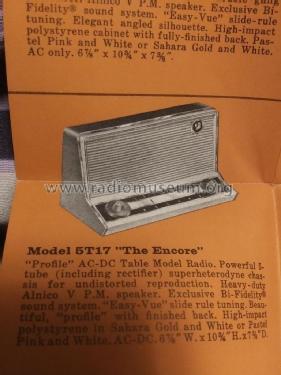 Alnico V P.M. speaker. Exclusive Bi-
Fidelity® sound system. "Easy-Vue" slide-rule
tuning. Elegant angled silhouette. High-impact
polystyrene cabinet with fully-finished back. Pas-
tel Pink and White or Sahara Gold and White.
AC only. 6⅞" x 10¾" x 7⅝".
© www.radiomuseum.org
Model 5T17 "The Encore"
"Profile" AC-DC Table Model Radio. Powerful 5-
tube (including rectifier) superheterodyne chas-
sis for undistorted reproduction. Heavy-duty
Alnico V P.M. speaker. Exclusive Bi-Fidelity®
sound system. "Easy-Vue" slide rule tuning. Beau-
tiful, "profile" with finished back. High-impact
polystyrene in Sahara Gold and White or Pastel
Pink and White. AC-DC. 6⅞" W. x 10¾" H. x 7⅝" D.